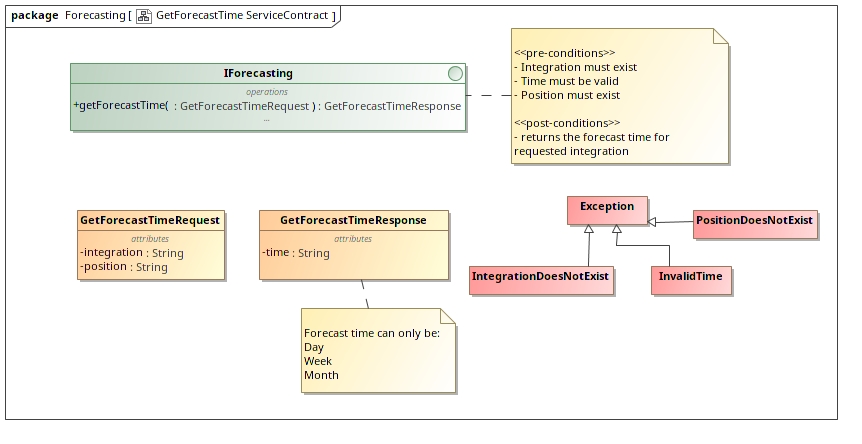 package Forecasting [ GetForecastTime ServiceContract ]
IForecasting
operations
+getForecastTime( : GetForecastTimeRequest ) : GetForecastTimeResponse
...
<<pre-conditions>>
- Integration must exist
- Time must be valid
- Position must exist
<<post-conditions>>
- returns the forecast time for
requested integration
GetForecastTimeRequest
attributes
-integration : String
-position : String
GetForecastTimeResponse
attributes
-time : String
Exception
PositionDoesNotExist
IntegrationDoesNotExist
InvalidTime
Forecast time can only be:
Day
Week
Month